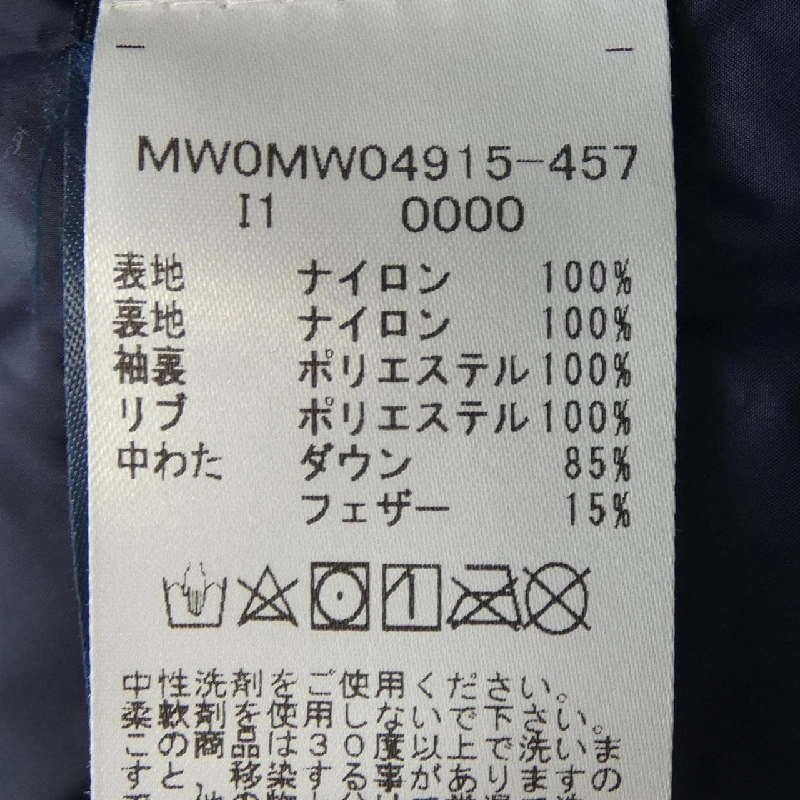 MW0MW04915-457
I1 0000
表地 ナイロン 100%
裏地 ナイロン 100%
袖裏 ポリエステル 100%
リブ ポリエステル 100%
中わた ダウン 85%
フェザー 15%
中性洗剤をご使用ください。
柔軟剤を使用しないで下さい。
この商品は30度以上で洗いま
すと、移染する事があります